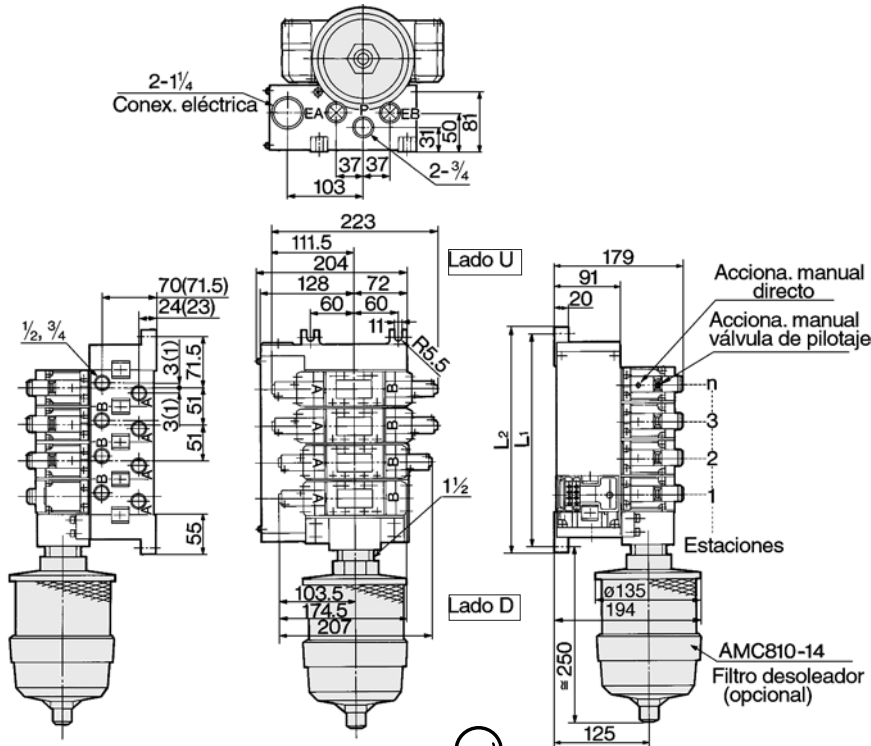 2-1¼
Conex. eléctrica
EA
P
EB
31
50
81
37
37
103
2-¾
223
111.5
Lado U
204
128
72
60
60
11
R5.5
A
B
A
B
A
B
A
B
1½
103.5
174.5
207
Lado D
70(71.5)
24(23)
½, ¾
3(1)
71.5
3(1)
51
51
55
B
B
B
A
A
A
A
179
91
20
Acciona. manual
directo
Acciona. manual
válvula de pilotaje
n
3
2
1
L2
L1
Estaciones
ø135
194
AMC810-14
Filtro desoleador
(opcional)
≅ 250
125